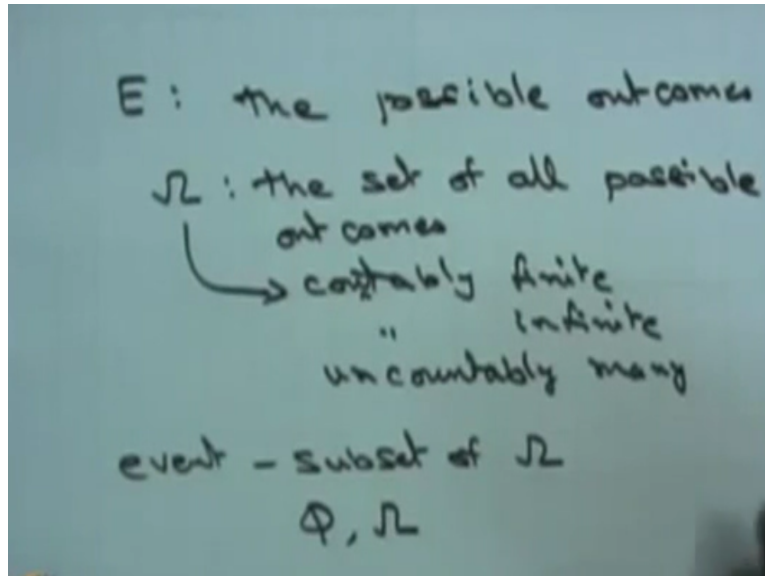 E : the possible outcomes
Ω : the set of all possible
outcomes
→ countably finite
" infinite
uncountably many
event - subset of Ω
Φ, Ω